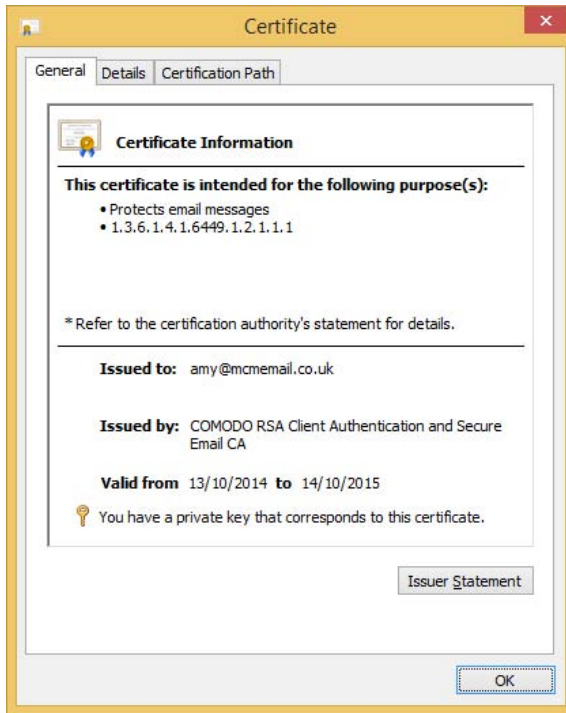 Certificate
General Details Certification Path
Certificate Information
This certificate is intended for the following purpose(s):
• Protects email messages
• 1.3.6.1.4.1.6449.1.2.1.1.1
* Refer to the certification authority's statement for details.
Issued to: amy@mcmemail.co.uk
Issued by: COMODO RSA Client Authentication and Secure
Email CA
Valid from 13/10/2014 to 14/10/2015
You have a private key that corresponds to this certificate.
Issuer Statement
OK